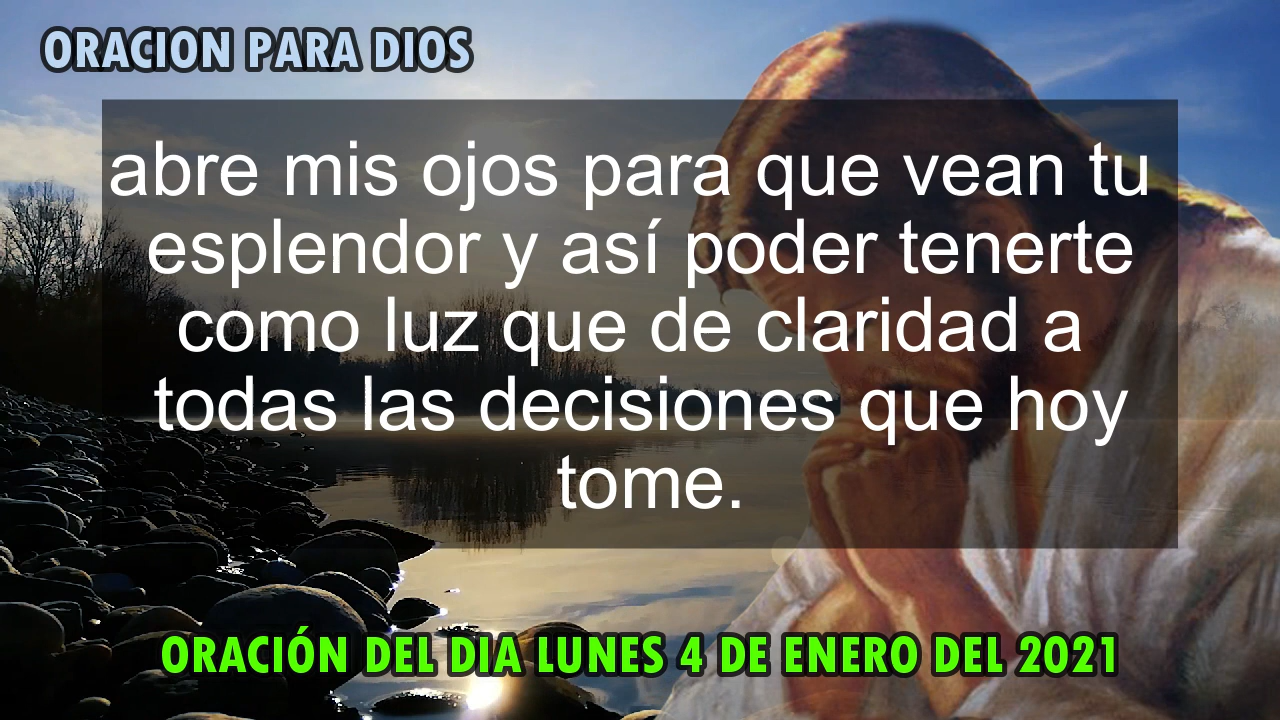 ORACION PARA DIOS
abre mis ojos para que vean tu
esplendor y así poder tenerte
como luz que de claridad a
todas las decisiones que hoy
tome.
ORACIÓN DEL DIA LUNES 4 DE ENERO DEL 2021